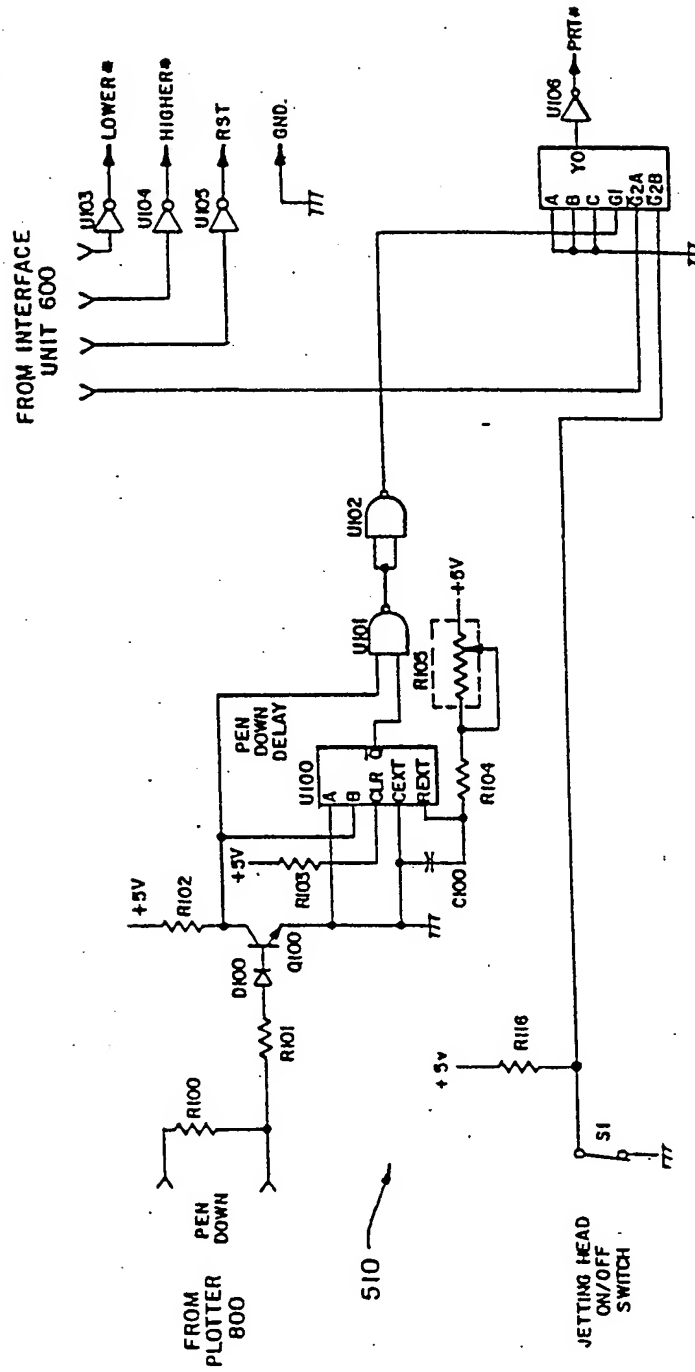 FROM INTERFACE
UNIT 600
U103
LOWER*
U104
HIGHER*
U105
RST
GND.
U106
PRT*
Y0
A
B
C
G1
G2A
G2B
U102
U101
PEN
DOWN
DELAY
U100
A
B
CLR
CEXT
REXT
Q
R105
+5V
R104
C100
+5V
R103
+5V
R102
D100
Q100
R101
R100
FROM
PLOTTER
800
PEN
DOWN
510
+5V
R116
S1
JETTING HEAD
ON/OFF
SWITCH